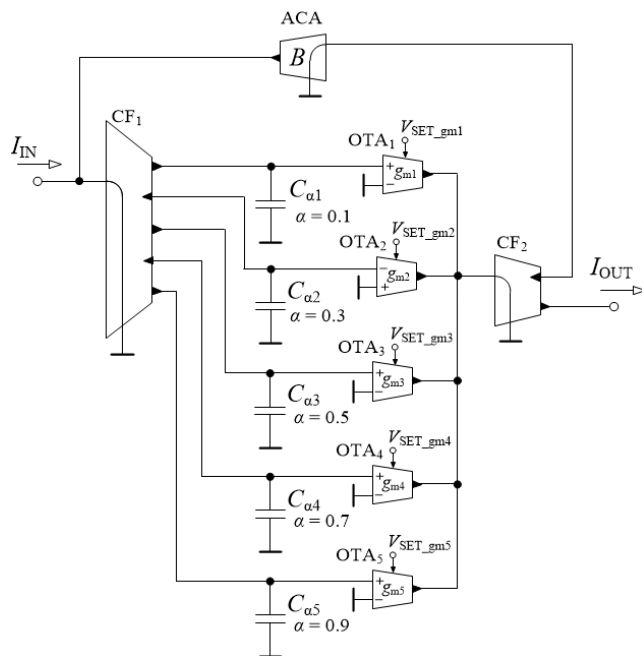 ACA
B
CF1
IIN
OTA1
VSET_gm1
+
gm1
−
Cα1
α = 0.1
OTA2
VSET_gm2
−
gm2
+
Cα2
α = 0.3
CF2
IOUT
OTA3
VSET_gm3
+
gm3
−
Cα3
α = 0.5
OTA4
VSET_gm4
+
gm4
−
Cα4
α = 0.7
OTA5
VSET_gm5
+
gm5
−
Cα5
α = 0.9